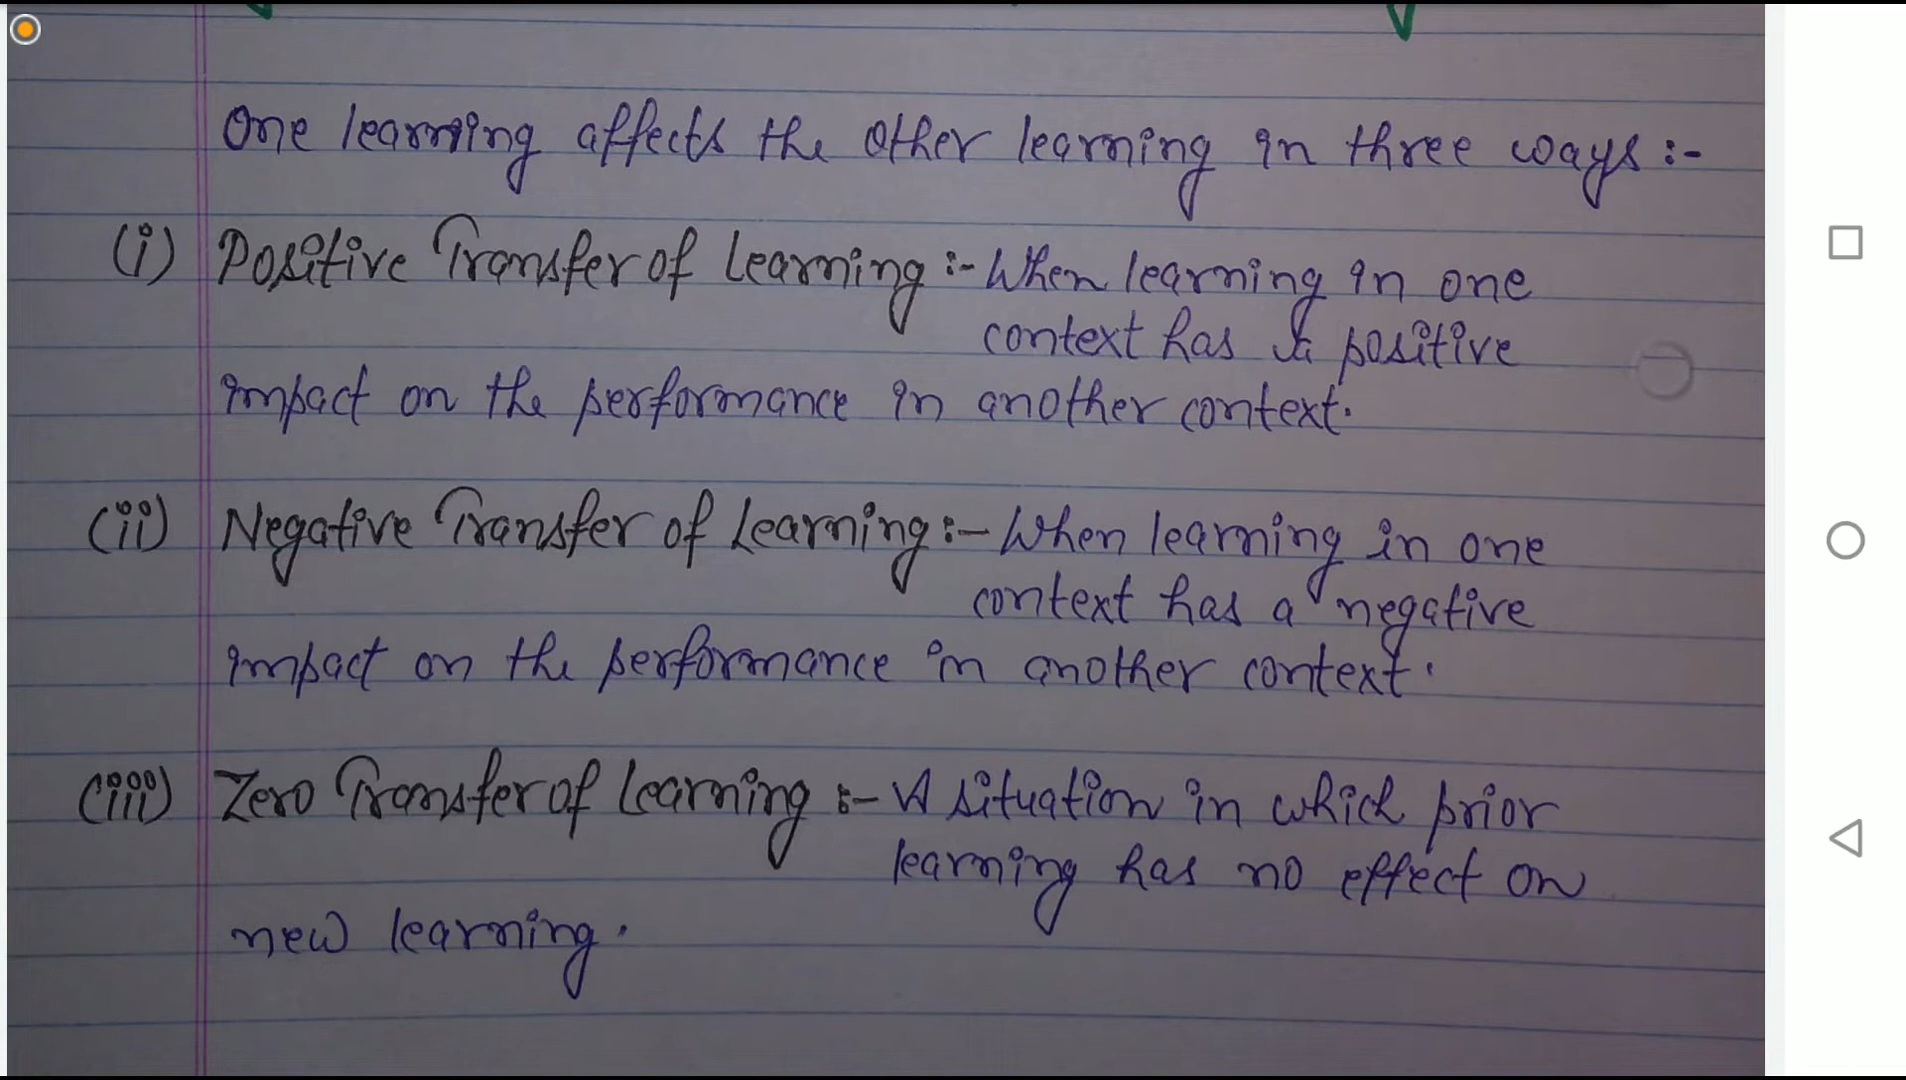 One learning affects the other learning in three ways :-
(i) Positive Transfer of Learning :- When learning in one
context has a positive
impact on the performance in another context.
(ii) Negative Transfer of Learning :- When learning in one
context has a negative
impact on the performance in another context.
(iii) Zero Transfer of Learning :- A situation in which prior
learning has no effect on
new learning.